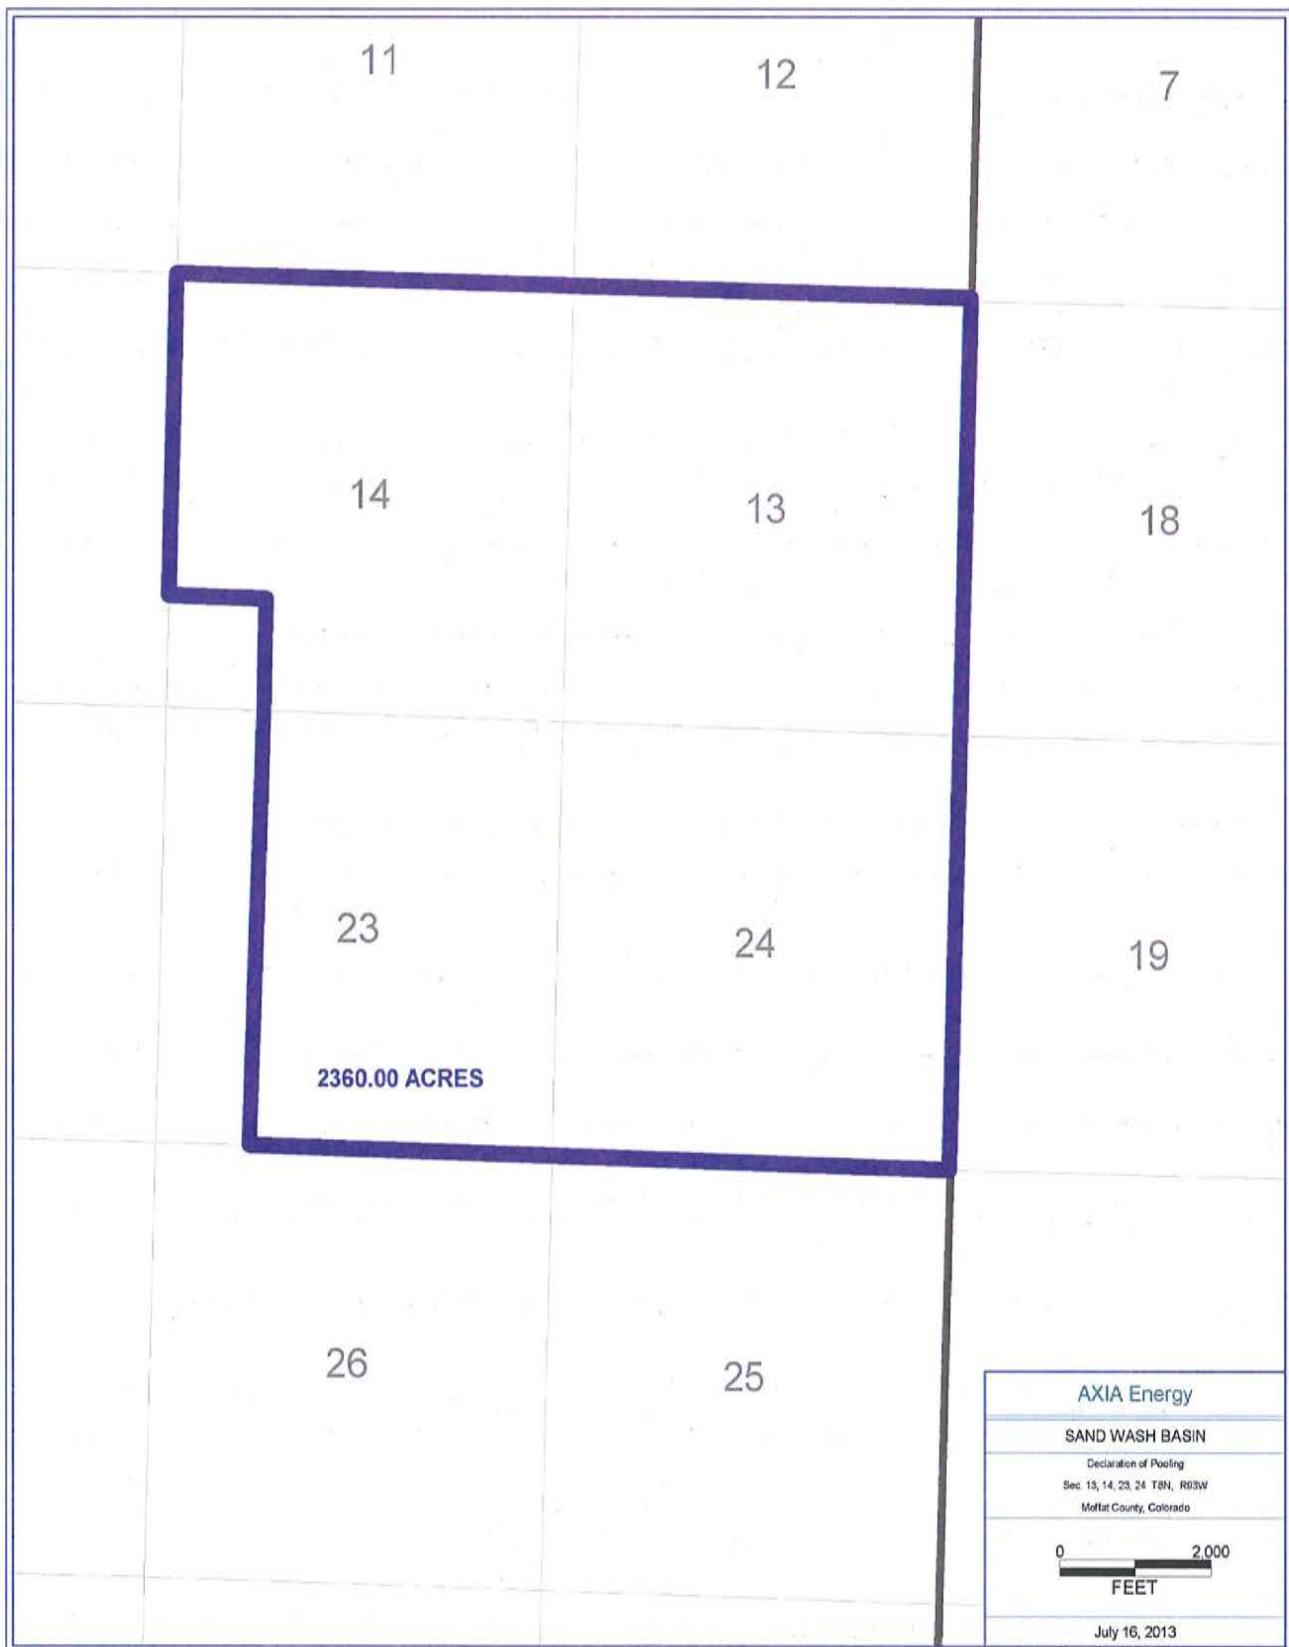 11
12
7
14
13
18
23
24
19
2360.00 ACRES
26
25
AXIA Energy
SAND WASH BASIN
Declaration of Pooling
Sec. 13, 14, 23, 24 T8N, R93W
Moffat County, Colorado
0 2,000
FEET
July 16, 2013